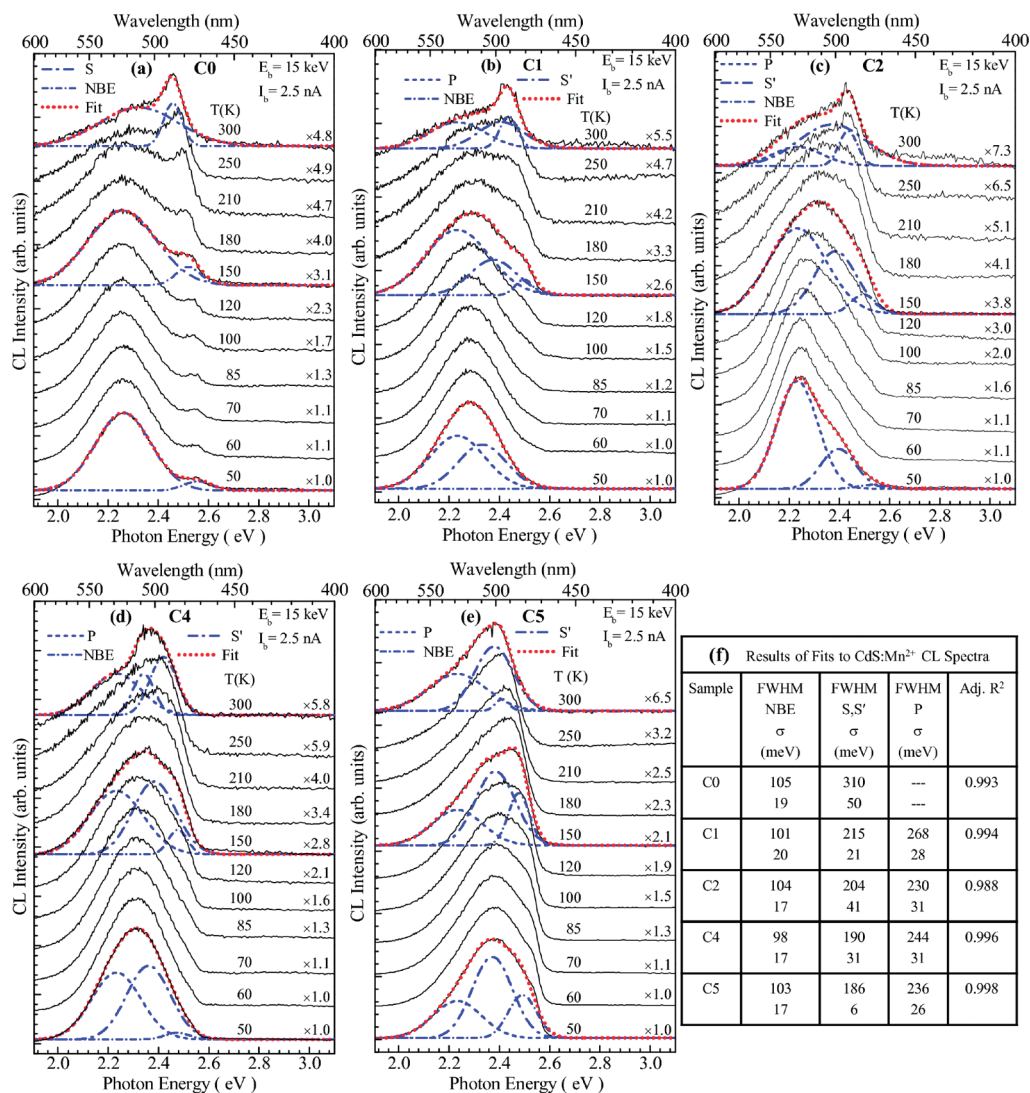 Wavelength (nm)
600 550 500 450 400
(a) C0
E_b= 15 keV
I_b= 2.5 nA
S
NBE
Fit
T(K)
300 ×4.8
250 ×4.9
210 ×4.7
180 ×4.0
150 ×3.1
120 ×2.3
100 ×1.7
85 ×1.3
70 ×1.1
60 ×1.1
50 ×1.0
CL Intensity (arb. units)
2.0 2.2 2.4 2.6 2.8 3.0
Photon Energy ( eV )
Wavelength (nm)
600 550 500 450 400
(b) C1
E_b= 15 keV
I_b= 2.5 nA
P S'
NBE Fit
T(K)
300 ×5.5
250 ×4.7
210 ×4.2
180 ×3.3
150 ×2.6
120 ×1.8
100 ×1.5
85 ×1.2
70 ×1.1
60 ×1.0
50 ×1.0
CL Intensity (arb. units)
2.0 2.2 2.4 2.6 2.8 3.0
Photon Energy ( eV )
Wavelength (nm)
600 550 500 450 400
(c) C2
E_b= 15 keV
I_b= 2.5 nA
P
S'
NBE
Fit
T(K)
300 ×7.3
250 ×6.5
210 ×5.1
180 ×4.1
150 ×3.8
120 ×3.0
100 ×2.0
85 ×1.6
70 ×1.1
60 ×1.1
50 ×1.0
CL Intensity (arb. units)
2.0 2.2 2.4 2.6 2.8 3.0
Photon Energy ( eV )
Wavelength (nm)
600 550 500 450 400
(d) C4
E_b= 15 keV
I_b= 2.5 nA
P S'
NBE Fit
T(K)
300 ×5.8
250 ×5.9
210 ×4.0
180 ×3.4
150 ×2.8
120 ×2.1
100 ×1.6
85 ×1.3
70 ×1.1
60 ×1.0
50 ×1.0
CL Intensity (arb. units)
2.0 2.2 2.4 2.6 2.8 3.0
Photon Energy ( eV )
Wavelength (nm)
600 550 500 450 400
(e) C5
E_b= 15 keV
I_b= 2.5 nA
P S'
NBE Fit
T (K)
300 ×6.5
250 ×3.2
210 ×2.5
180 ×2.3
150 ×2.1
120 ×1.9
100 ×1.5
85 ×1.3
70 ×1.1
60 ×1.0
50 ×1.0
CL Intensity (arb. units)
2.0 2.2 2.4 2.6 2.8 3.0
Photon Energy ( eV )
(f) Results of Fits to CdS:Mn²⁺ CL Spectra
Sample FWHM FWHM FWHM Adj. R²
NBE S,S′ P
σ σ σ
(meV) (meV) (meV)
C0 105 310 --- 0.993
19 50 ---
C1 101 215 268 0.994
20 21 28
C2 104 204 230 0.988
17 41 31
C4 98 190 244 0.996
17 31 31
C5 103 186 236 0.998
17 6 26